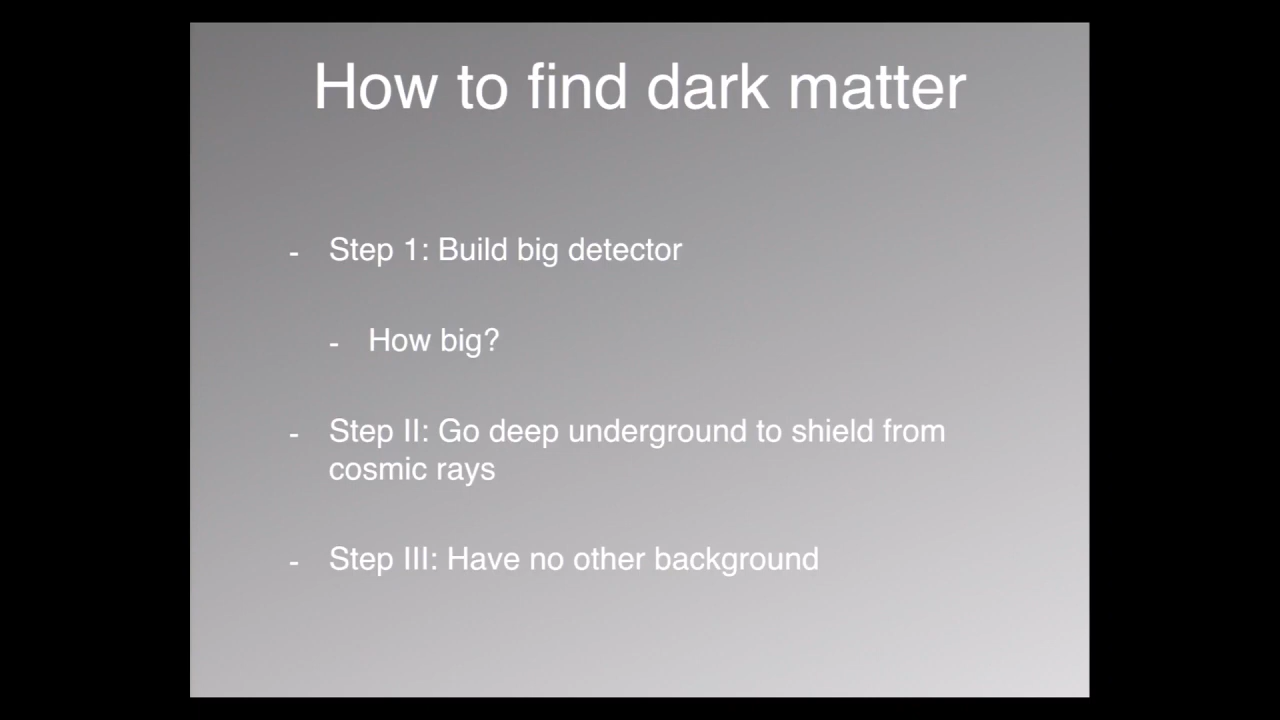 How to find dark matter
- Step 1: Build big detector
- How big?
- Step II: Go deep underground to shield from
cosmic rays
- Step III: Have no other background